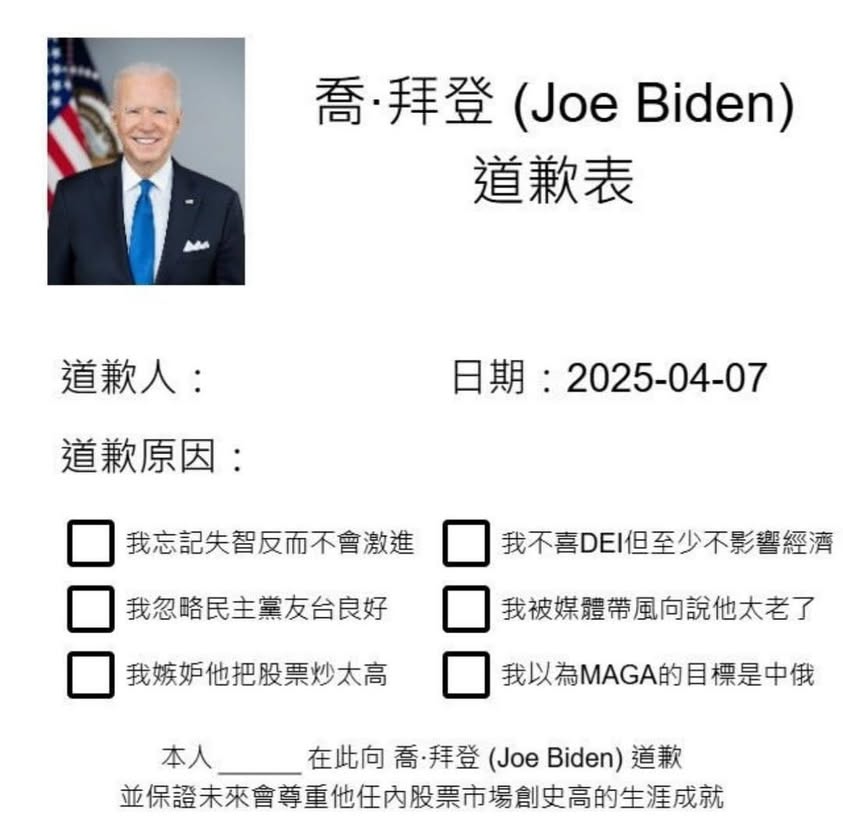 喬·拜登 (Joe Biden)
道歉表
道歉人：
日期：2025-04-07
道歉原因：
我忘記失智反而不會激進
我不喜DEI但至少不影響經濟
我忽略民主黨友台良好
我被媒體帶風向說他太老了
我嫉妒他把股票炒太高
我以為MAGA的目標是中俄
本人______在此向 喬·拜登 (Joe Biden) 道歉
並保證未來會尊重他任內股票市場創史高的生涯成就